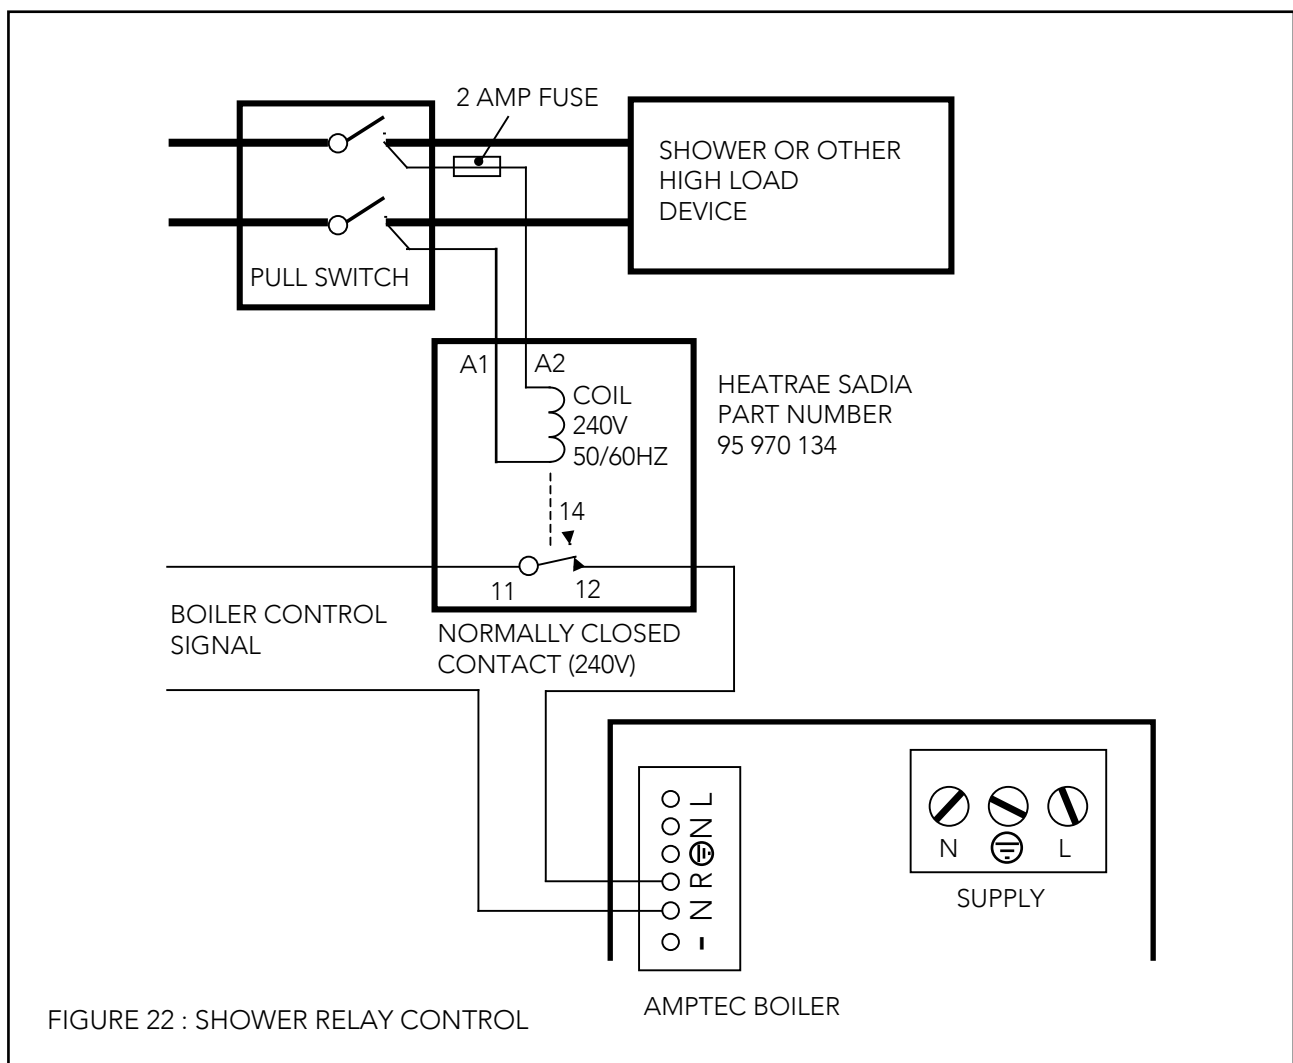 2 AMP FUSE
SHOWER OR OTHER
HIGH LOAD
DEVICE
PULL SWITCH
A1
A2
COIL
240V
50/60HZ
HEATRAE SADIA
PART NUMBER
95 970 134
14
11
12
BOILER CONTROL
SIGNAL
NORMALLY CLOSED
CONTACT (240V)
L
N
R
N
-
N
L
SUPPLY
AMPTEC BOILER
FIGURE 22 : SHOWER RELAY CONTROL